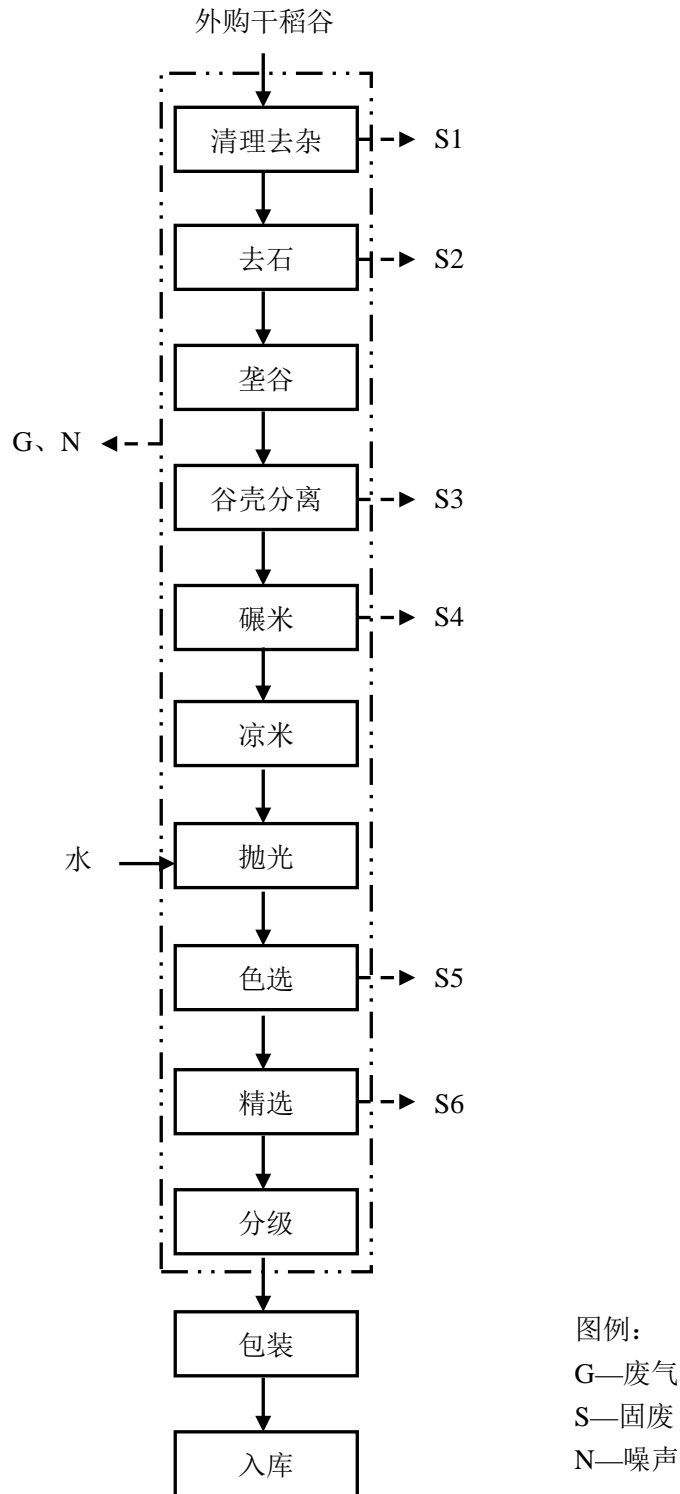 外购干稻谷
清理去杂
S1
去石
S2
垄谷
G、N
谷壳分离
S3
碾米
S4
凉米
水
抛光
色选
S5
精选
S6
分级
包装
入库
图例：
G—废气
S—固废
N—噪声